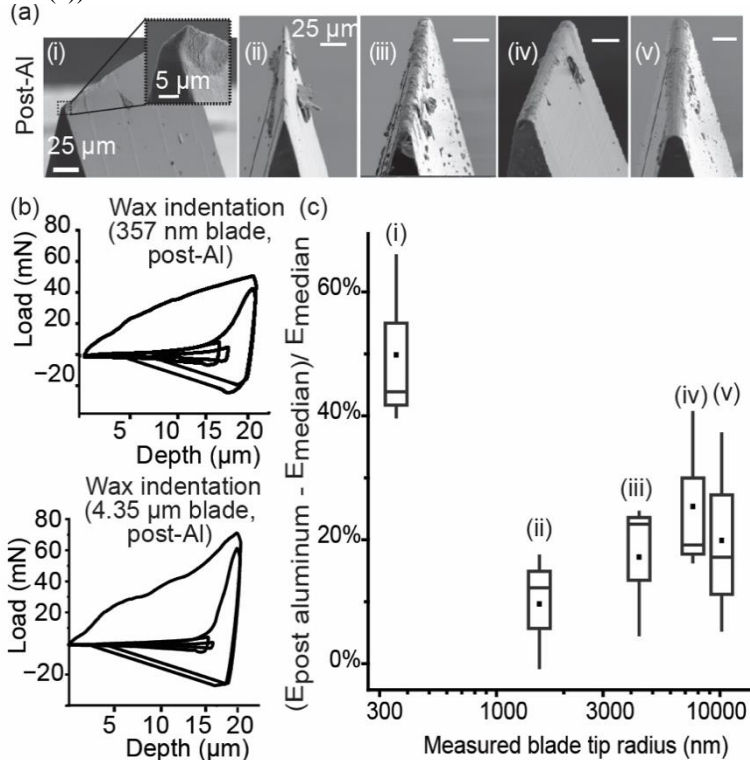 (a)
(i)
5 µm
25 µm
(ii)
25 µm
(iii)
(iv)
(v)
Post-Al
(b)
Wax indentation
(357 nm blade,
post-Al)
Load (mN)
80
60
40
20
0
−20
5
10
15
20
Depth (µm)
Wax indentation
(4.35 µm blade,
post-Al)
Load (mN)
80
60
40
20
0
−20
5
10
15
20
Depth (µm)
(c)
(Epost aluminum - Emedian)/ Emedian
60%
40%
20%
0%
(i)
(ii)
(iii)
(iv)
(v)
300
1000
3000
10000
Measured blade tip radius (nm)